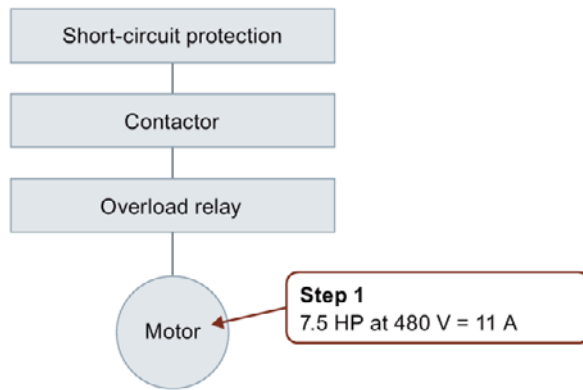 Short-circuit protection
Contactor
Overload relay
Motor
Step 1
7.5 HP at 480 V = 11 A